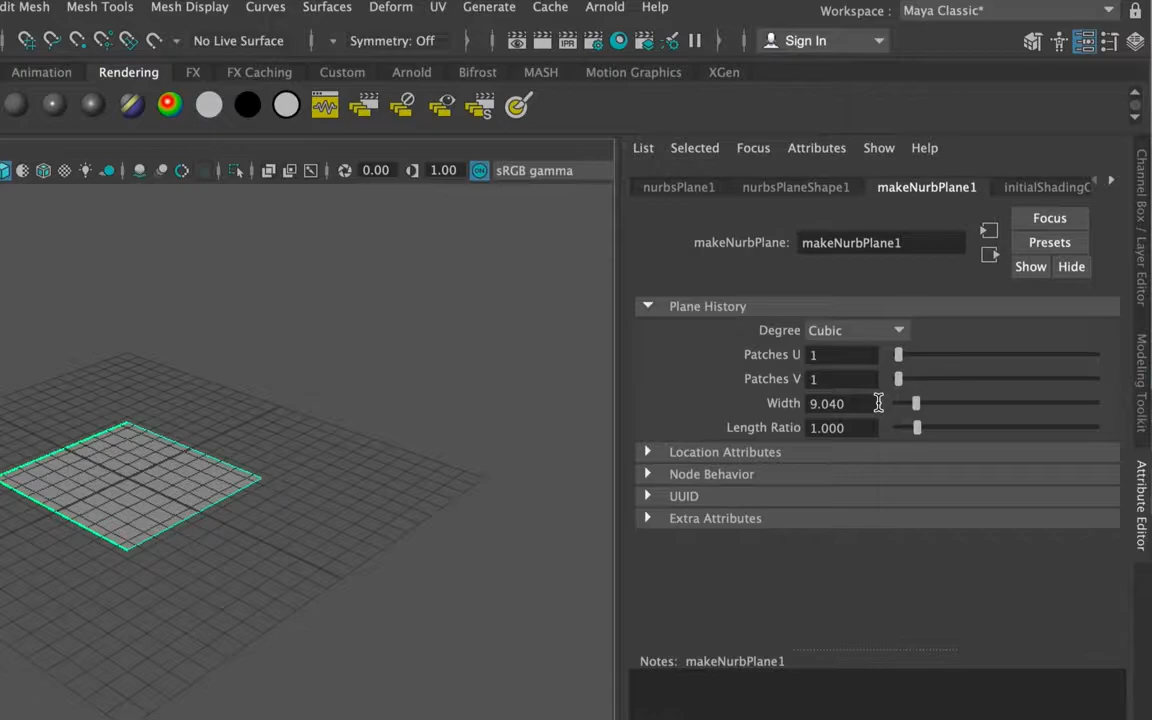 dit Mesh Mesh Tools Mesh Display Curves Surfaces Deform UV Generate Cache Arnold Help
Workspace : Maya Classic*
No Live Surface Symmetry: Off Sign In
Animation Rendering FX FX Caching Custom Arnold Bifrost MASH Motion Graphics XGen
IPR
S
List Selected Focus Attributes Show Help
0.00 1.00 ON sRGB gamma
nurbsPlane1 nurbsPlaneShape1 makeNurbPlane1 initialShadingG
makeNurbPlane: makeNurbPlane1
Focus
Presets
Show Hide
Plane History
Degree Cubic
Patches U 1
Patches V 1
Width 9.040
Length Ratio 1.000
Location Attributes
Node Behavior
UUID
Extra Attributes
Notes: makeNurbPlane1
Channel Box / Layer Editor
Modeling Toolkit
Attribute Editor